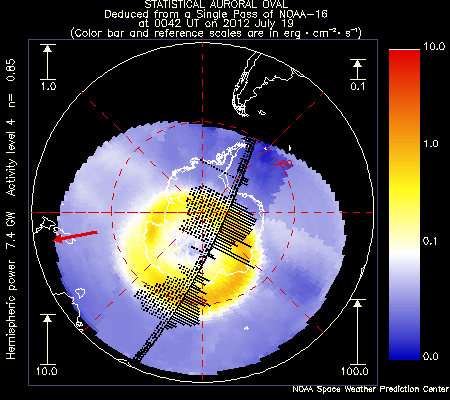 STATISTICAL AURORAL OVAL
Deduced from a Single Pass of NOAA-16
at 0042 UT on 2012 July 19
(Color bar and reference scales are in erg·cm⁻²·s⁻¹)
1.0
0.1
10.0
1.0
0.1
0.0
Hemispheric power 7.4 GW Activity level 4 n= 0.85
10.0
100.0
NOAA Space Weather Prediction Center